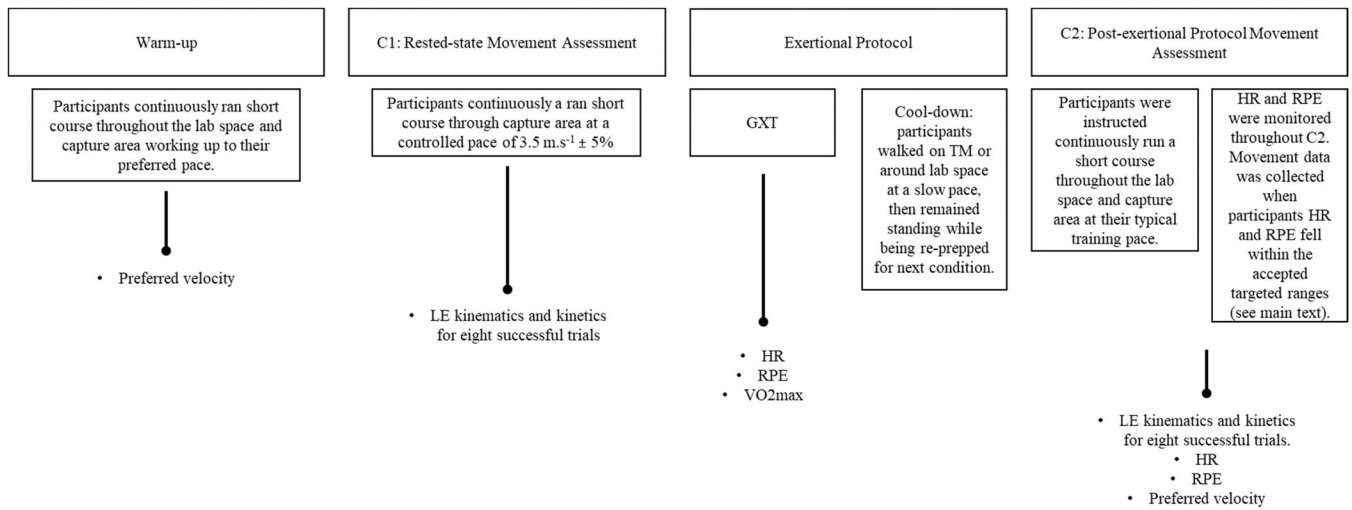 Warm-up
Participants continuously ran short
course throughout the lab space and
capture area working up to their
preferred pace.
• Preferred velocity
C1: Rested-state Movement Assessment
Participants continuously a ran short
course through capture area at a
controlled pace of 3.5 m.s⁻¹ ± 5%
• LE kinematics and kinetics
for eight successful trials
Exertional Protocol
GXT
• HR
• RPE
• VO2max
Cool-down:
participants
walked on TM or
around lab space
at a slow pace,
then remained
standing while
being re-prepped
for next condition.
C2: Post-exertional Protocol Movement
Assessment
Participants were
instructed
continuously run a
short course
throughout the lab
space and capture
area at their typical
training pace.
HR and RPE
were monitored
throughout C2.
Movement data
was collected
when
participants HR
and RPE fell
within the
accepted
targeted ranges
(see main text).
• LE kinematics and kinetics
for eight successful trials.
• HR
• RPE
• Preferred velocity